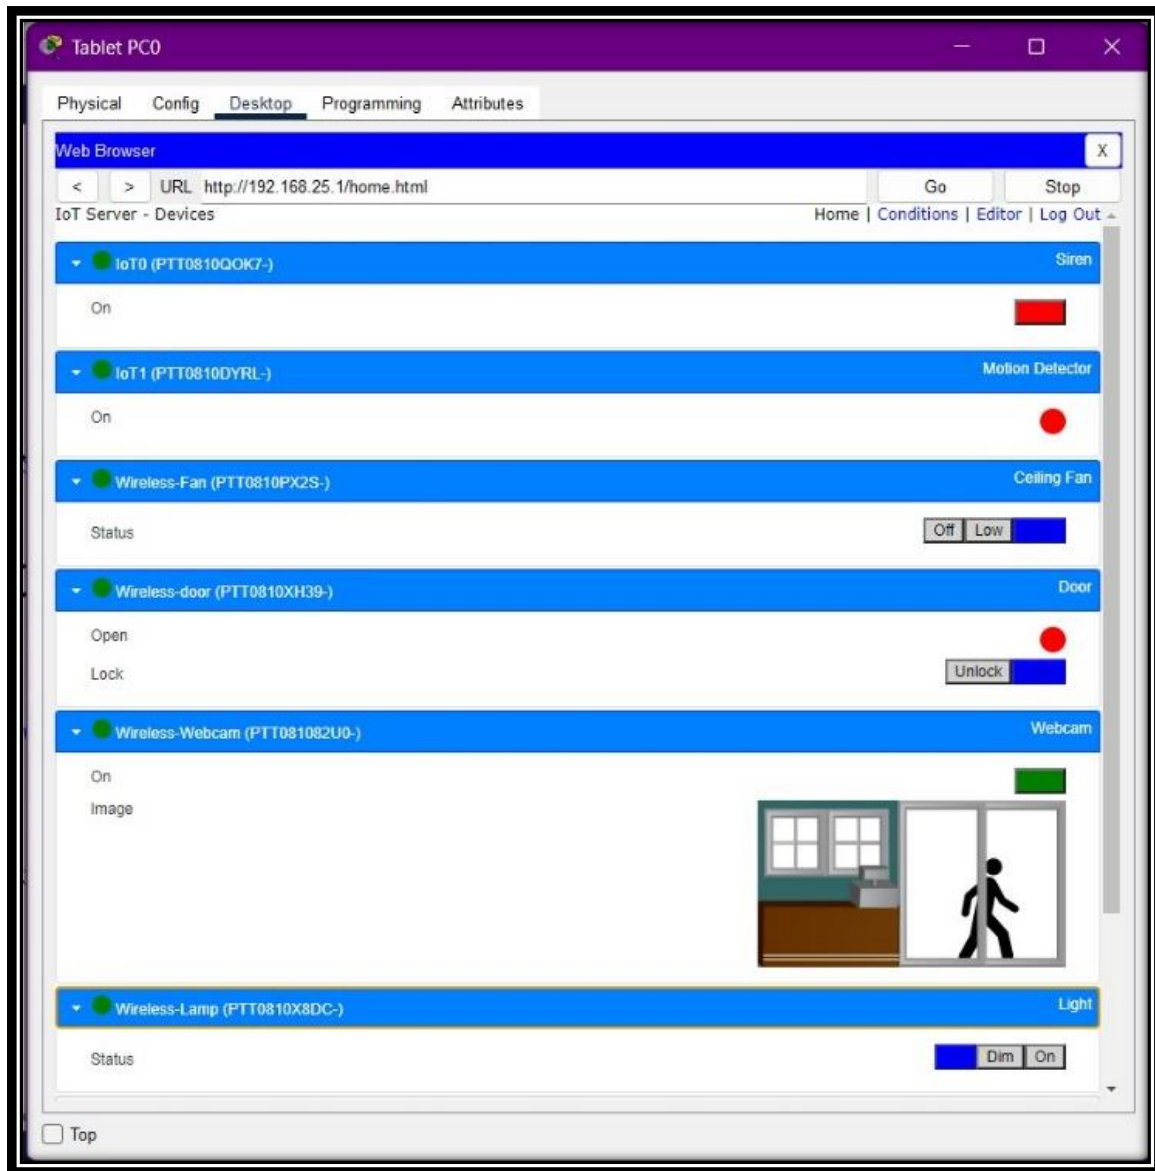 Tablet PC0
Physical Config Desktop Programming Attributes
Web Browser X
< > URL http://192.168.25.1/home.html Go Stop
IoT Server - Devices Home | Conditions | Editor | Log Out
IoT0 (PTT0810QOK7-) Siren
On
IoT1 (PTT0810DYRL-) Motion Detector
On
Wireless-Fan (PTT0810PX2S-) Ceiling Fan
Status Off Low
Wireless-door (PTT0810XH39-) Door
Open
Lock Unlock
Wireless-Webcam (PTT081082U0-) Webcam
On
Image
Wireless-Lamp (PTT0810X8DC-) Light
Status Dim On
Top